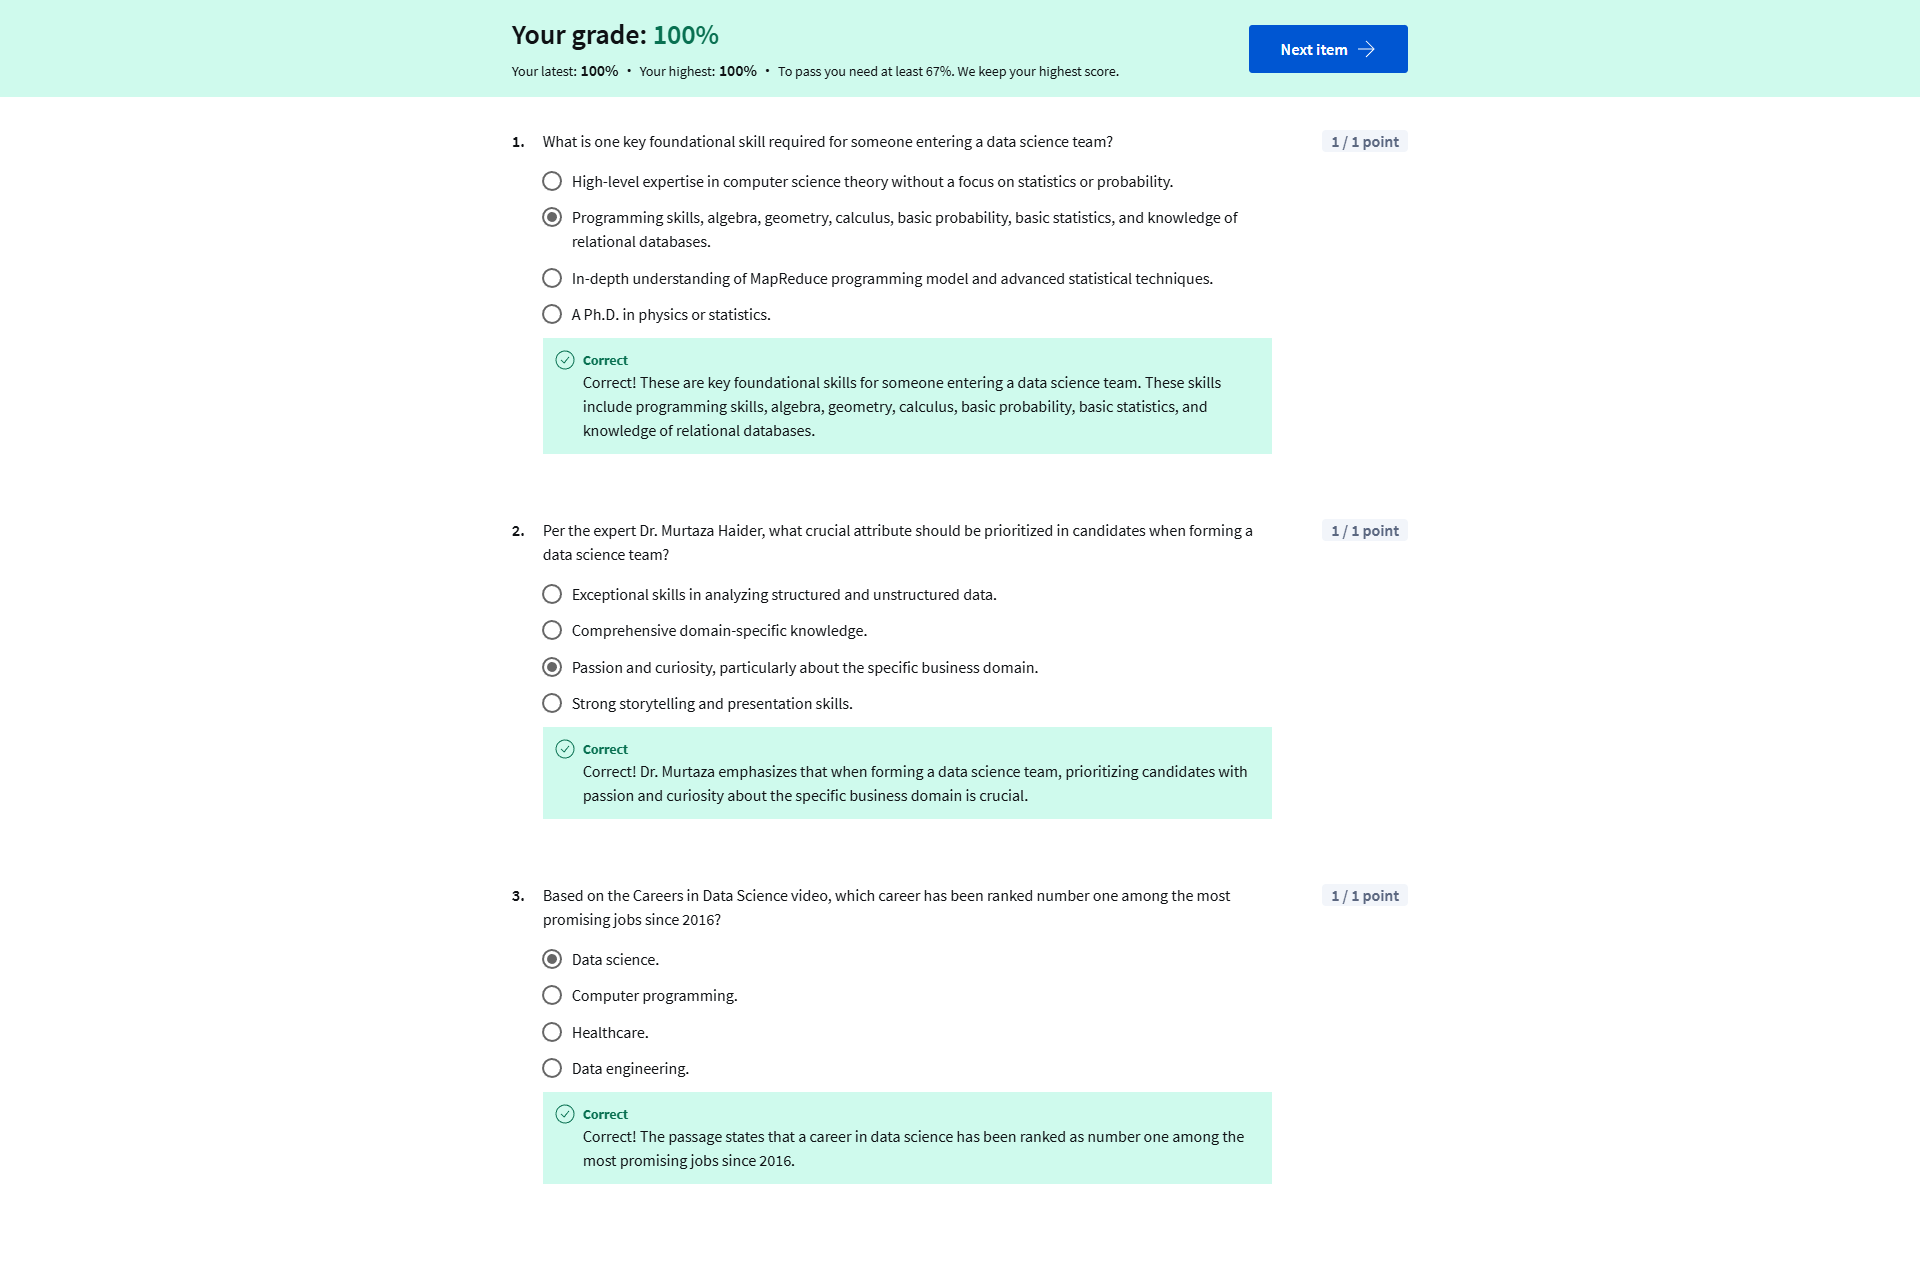 Your grade: 100%
Your latest: 100% • Your highest: 100% • To pass you need at least 67%. We keep your highest score.
Next item
1. What is one key foundational skill required for someone entering a data science team?
1 / 1 point
High-level expertise in computer science theory without a focus on statistics or probability.
Programming skills, algebra, geometry, calculus, basic probability, basic statistics, and knowledge of
relational databases.
In-depth understanding of MapReduce programming model and advanced statistical techniques.
A Ph.D. in physics or statistics.
Correct
Correct! These are key foundational skills for someone entering a data science team. These skills
include programming skills, algebra, geometry, calculus, basic probability, basic statistics, and
knowledge of relational databases.
2. Per the expert Dr. Murtaza Haider, what crucial attribute should be prioritized in candidates when forming a
data science team?
1 / 1 point
Exceptional skills in analyzing structured and unstructured data.
Comprehensive domain-specific knowledge.
Passion and curiosity, particularly about the specific business domain.
Strong storytelling and presentation skills.
Correct
Correct! Dr. Murtaza emphasizes that when forming a data science team, prioritizing candidates with
passion and curiosity about the specific business domain is crucial.
3. Based on the Careers in Data Science video, which career has been ranked number one among the most
promising jobs since 2016?
1 / 1 point
Data science.
Computer programming.
Healthcare.
Data engineering.
Correct
Correct! The passage states that a career in data science has been ranked as number one among the
most promising jobs since 2016.